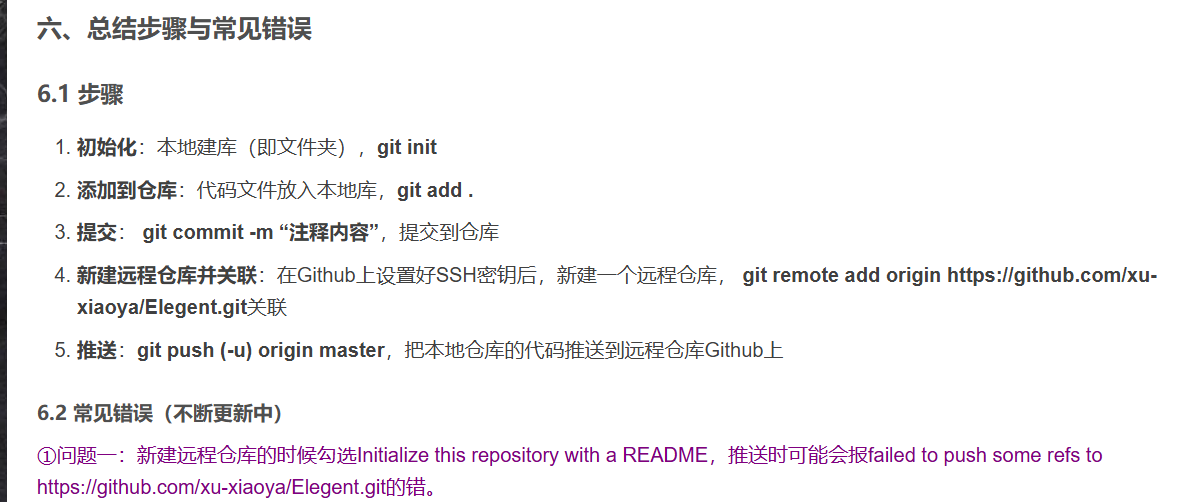 六、总结步骤与常见错误
6.1 步骤
1. 初始化：本地建库（即文件夹），git init
2. 添加到仓库：代码文件放入本地库，git add .
3. 提交： git commit -m “注释内容”，提交到仓库
4. 新建远程仓库并关联：在Github上设置好SSH密钥后，新建一个远程仓库， git remote add origin https://github.com/xu-
xiaoya/Elegent.git关联
5. 推送：git push (-u) origin master，把本地仓库的代码推送到远程仓库Github上
6.2 常见错误（不断更新中）
①问题一：新建远程仓库的时候勾选Initialize this repository with a README，推送时可能会报failed to push some refs to
https://github.com/xu-xiaoya/Elegent.git的错。